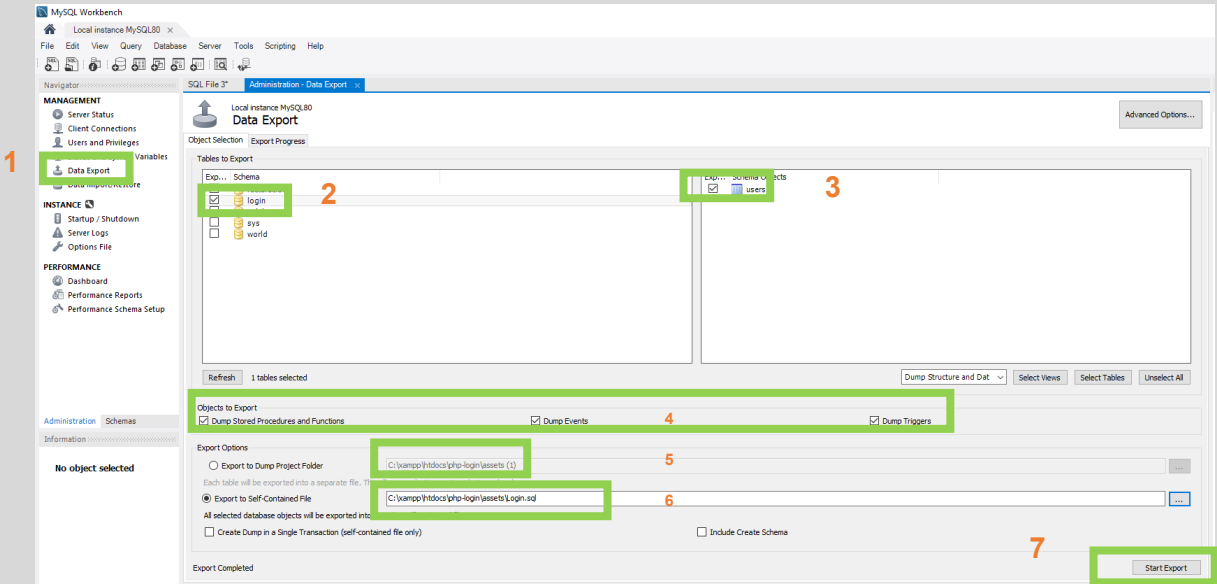 MySQL Workbench
Local instance MySQL80 ×
File Edit View Query Database Server Tools Scripting Help
Navigator
SQL File 3* Administration - Data Export ×
MANAGEMENT
Server Status
Client Connections
Users and Privileges
Variables
Data Export
Data Import/Restore
INSTANCE
Startup / Shutdown
Server Logs
Options File
PERFORMANCE
Dashboard
Performance Reports
Performance Schema Setup
Administration Schemas
Information
No object selected
1
Local instance MySQL80
Data Export
Advanced Options...
Object Selection Export Progress
Tables to Export
Exp... Schema
login
sys
world
2
Exp... Schema Objects
users
3
Refresh 1 tables selected
Dump Structure and Dat Select Views Select Tables Unselect All
Objects to Export
Dump Stored Procedures and Functions Dump Events 4 Dump Triggers
Export Options
Export to Dump Project Folder C:\xampp\htdocs\php-login\assets (1) 5 ...
Each table will be exported into a separate file.
Export to Self-Contained File C:\xampp\htdocs\php-login\assets\Login.sql 6 ...
All selected database objects will be exported into
Create Dump in a Single Transaction (self-contained file only) Include Create Schema
7
Export Completed Start Export